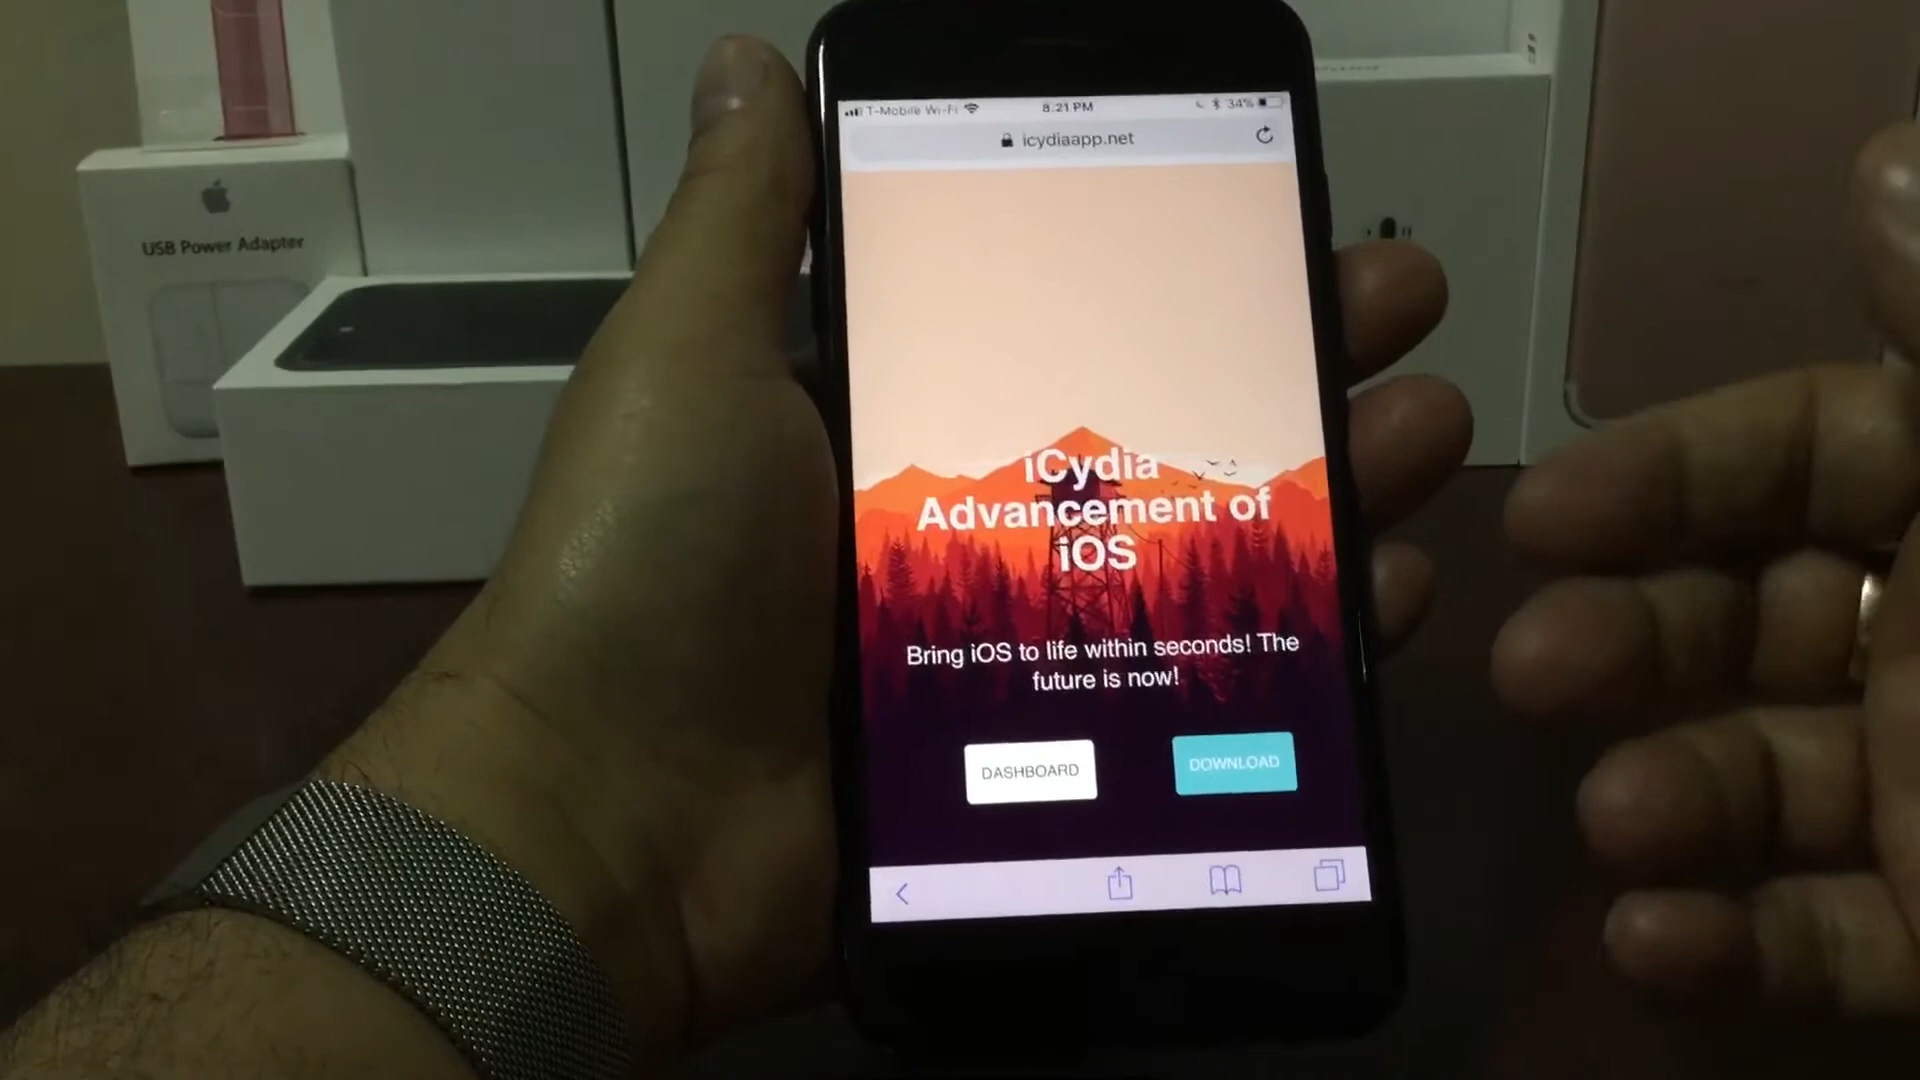 T-Mobile Wi-Fi 8:21 PM 34%
icydiaapp.net
USB Power Adapter
iCydia
Advancement of
iOS
Bring iOS to life within seconds! The
future is now!
DASHBOARD
DOWNLOAD